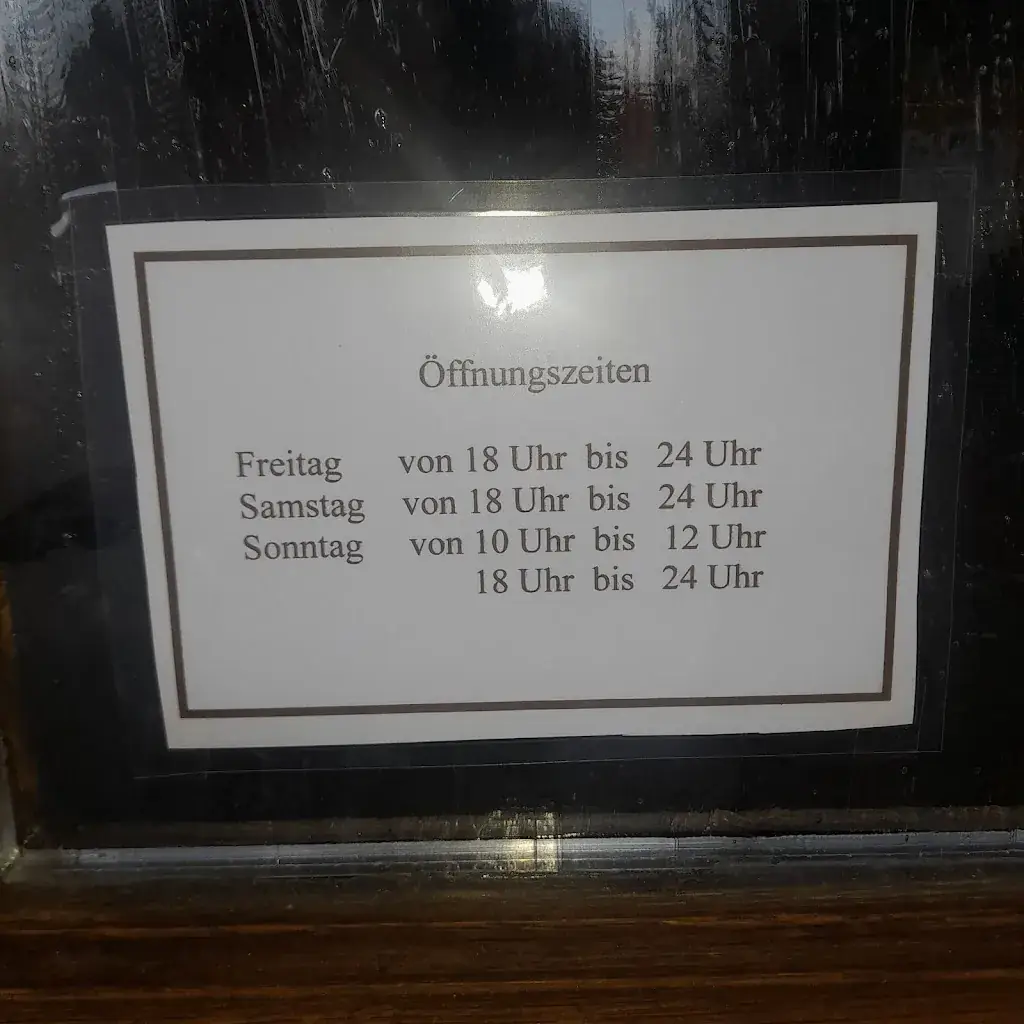 Öffnungszeiten
Freitag von 18 Uhr bis 24 Uhr
Samstag von 18 Uhr bis 24 Uhr
Sonntag von 10 Uhr bis 12 Uhr
18 Uhr bis 24 Uhr